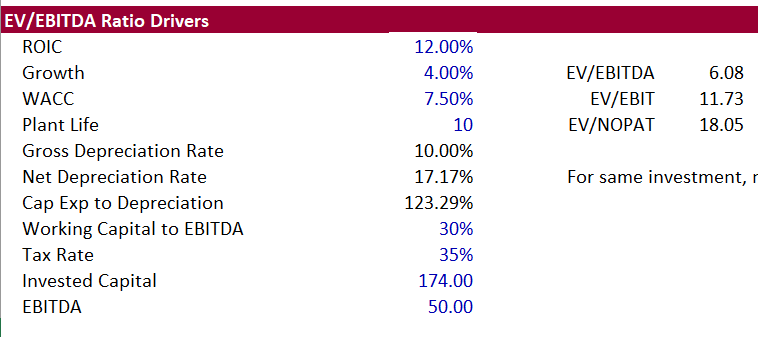 EV/EBITDA Ratio Drivers
ROIC 12.00%
Growth 4.00% EV/EBITDA 6.08
WACC 7.50% EV/EBIT 11.73
Plant Life 10 EV/NOPAT 18.05
Gross Depreciation Rate 10.00%
Net Depreciation Rate 17.17% For same investment,
Cap Exp to Depreciation 123.29%
Working Capital to EBITDA 30%
Tax Rate 35%
Invested Capital 174.00
EBITDA 50.00